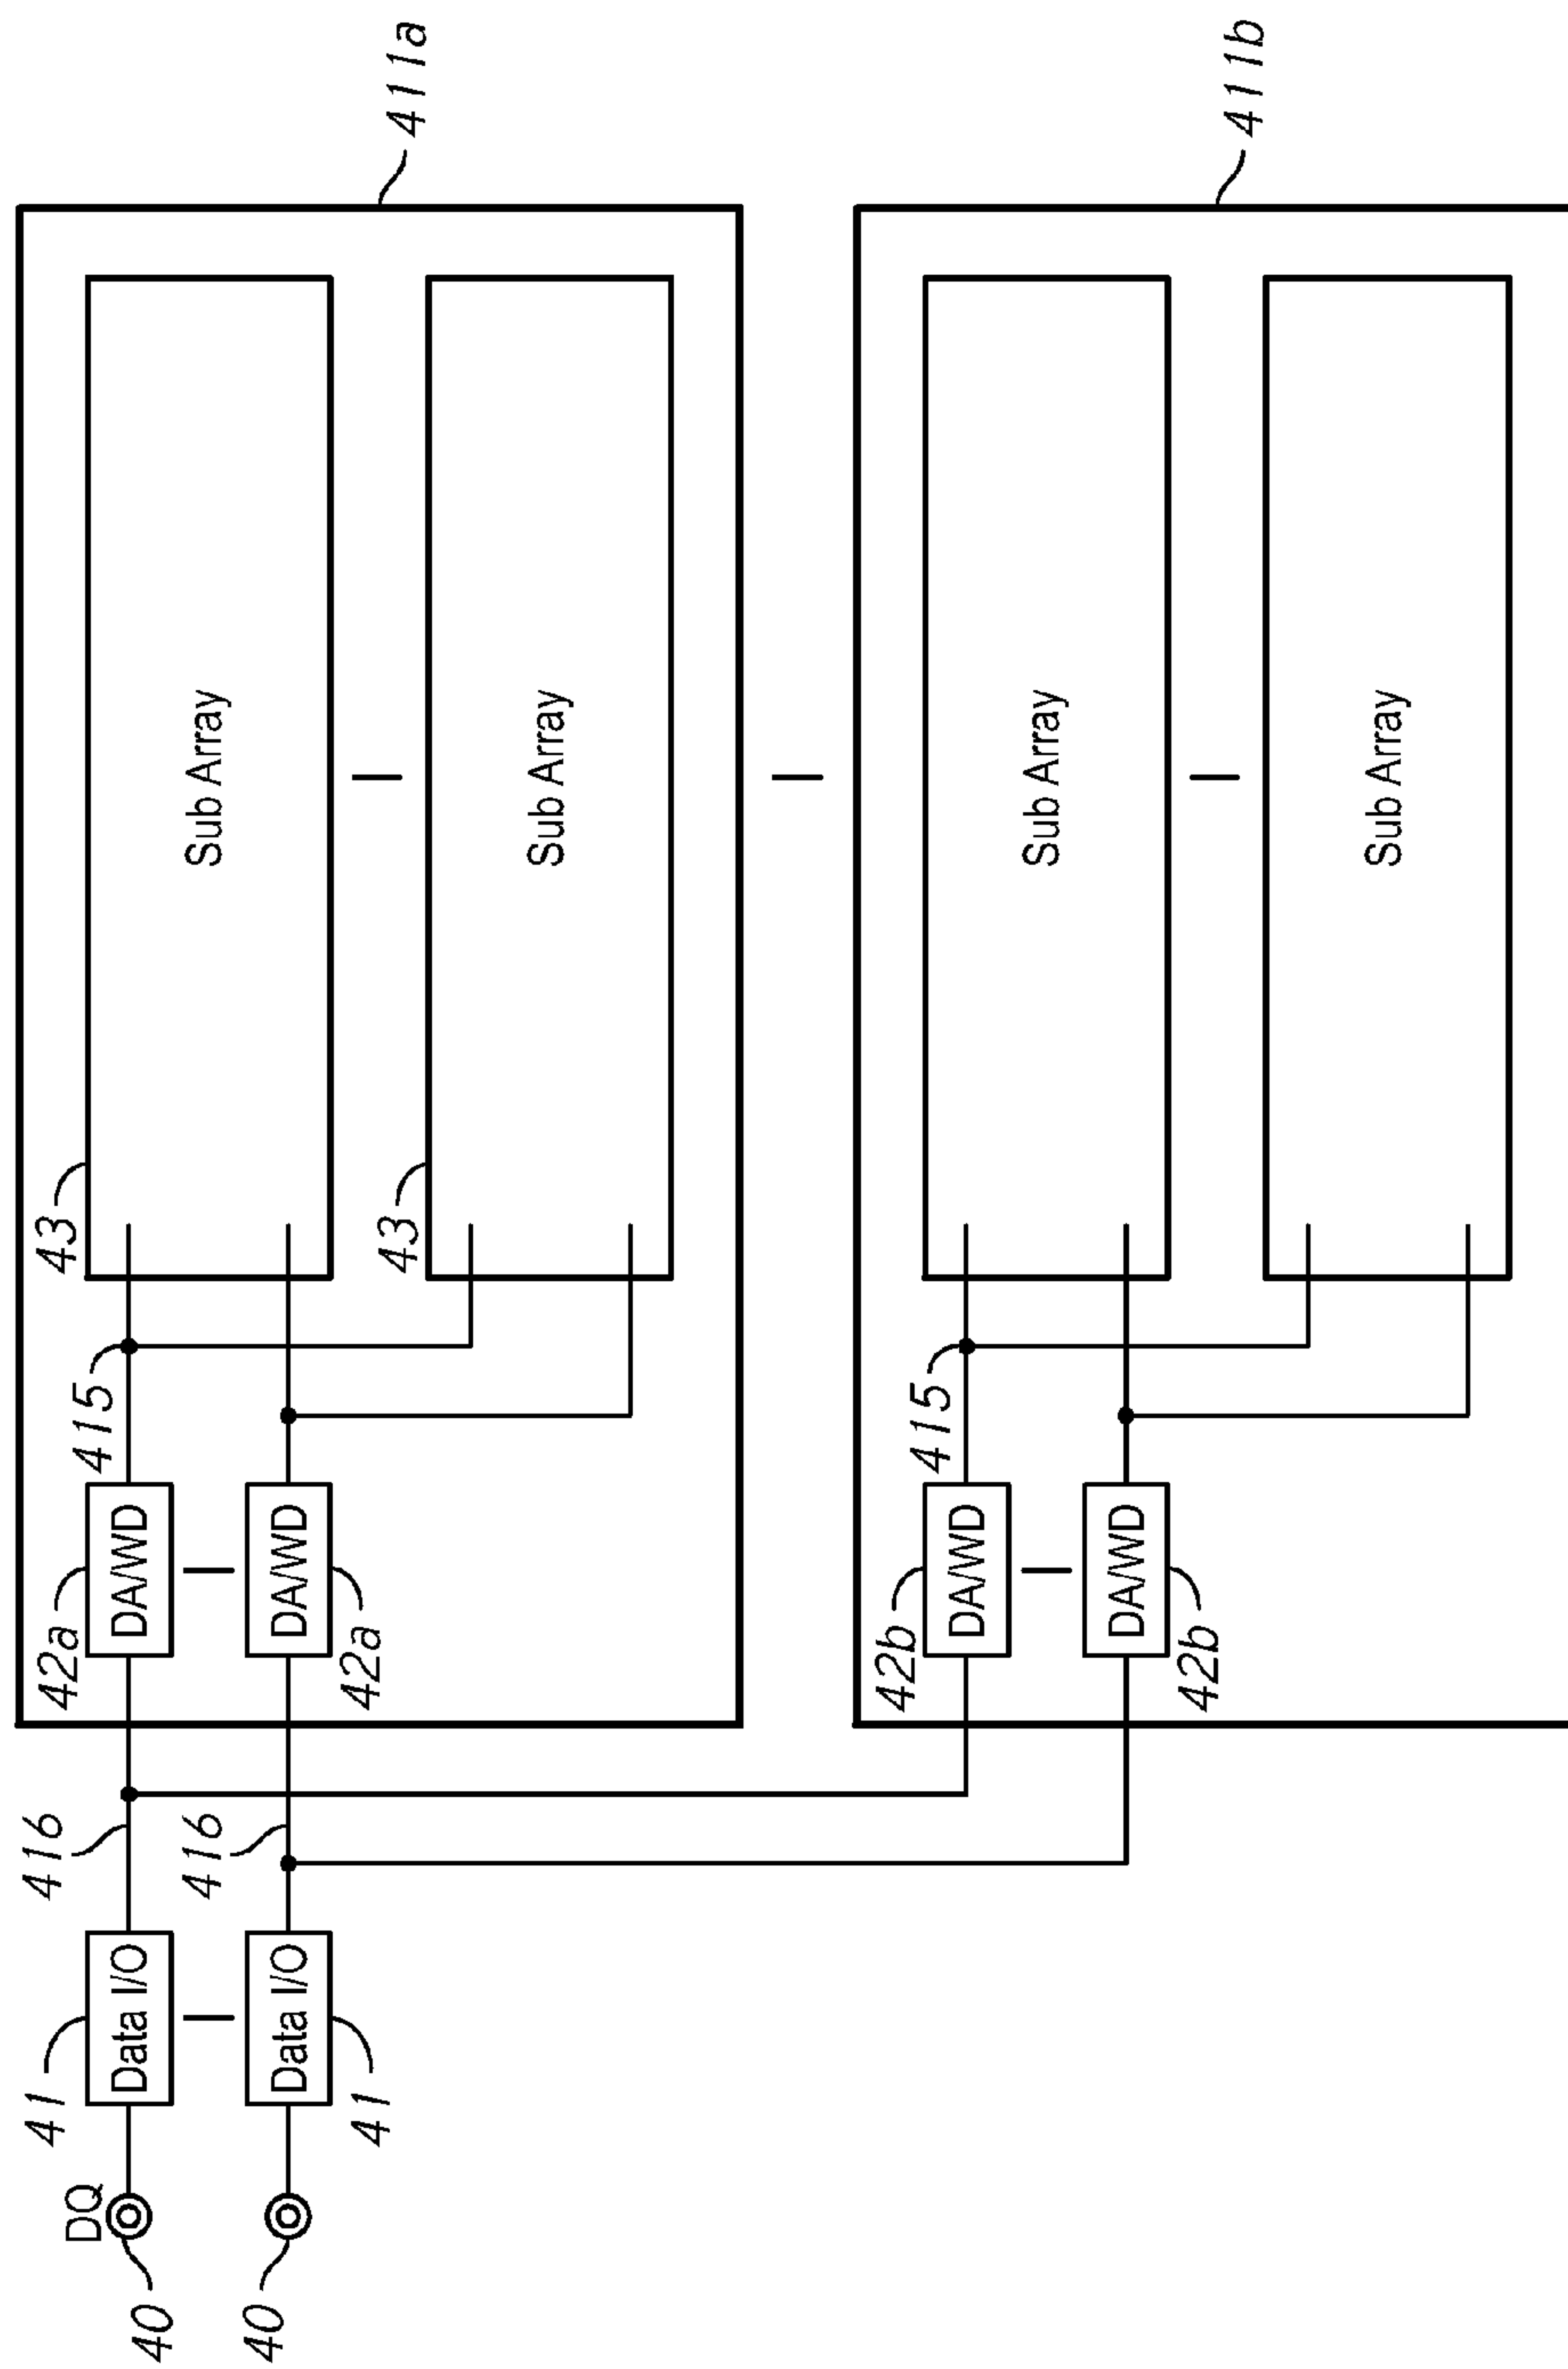 411a
411b
Sub Array
Sub Array
Sub Array
Sub Array
43
43
415
415
DA/WD
DA/WD
DA/WD
DA/WD
42a
42a
42b
42b
416
416
Data I/O
Data I/O
41
41
DQ
40
40